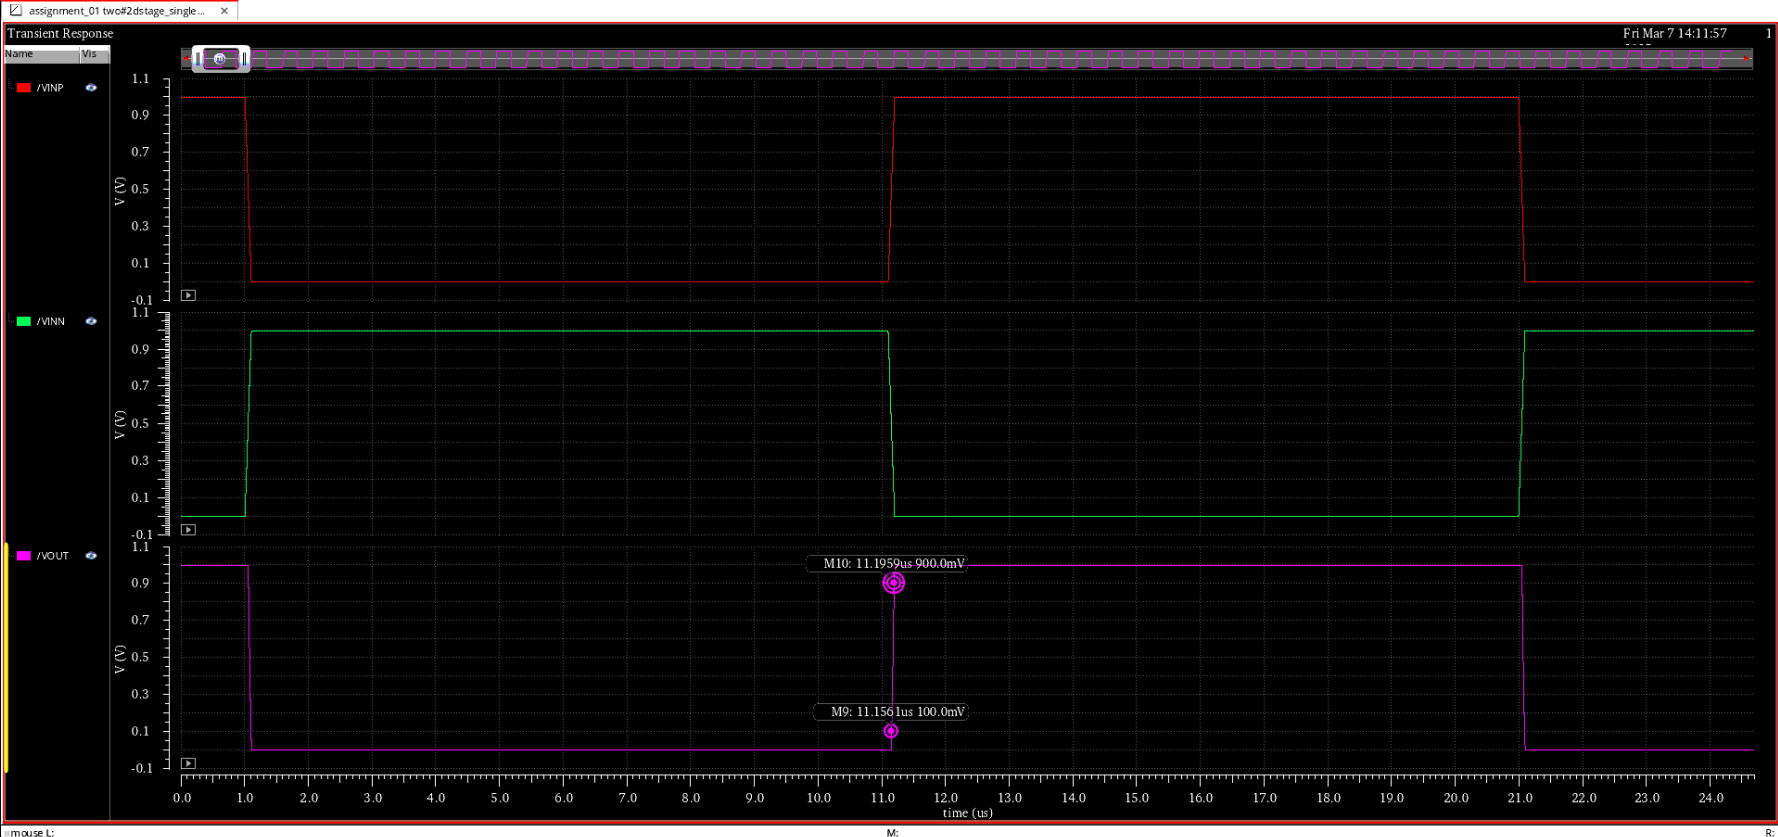 assignment_01 two#2dstage_single...
Transient Response
Fri Mar 7 14:11:57
1
Name Vis
/VINP
1.1
0.9
0.7
0.5
0.3
0.1
-0.1
V (V)
/VINN
1.1
0.9
0.7
0.5
0.3
0.1
-0.1
V (V)
/VOUT
1.1
0.9
0.7
0.5
0.3
0.1
-0.1
V (V)
M10: 11.1959us 900.0mV
M9: 11.1561us 100.0mV
0.0 1.0 2.0 3.0 4.0 5.0 6.0 7.0 8.0 9.0 10.0 11.0 12.0 13.0 14.0 15.0 16.0 17.0 18.0 19.0 20.0 21.0 22.0 23.0 24.0
time (us)
mouse L: M: R: